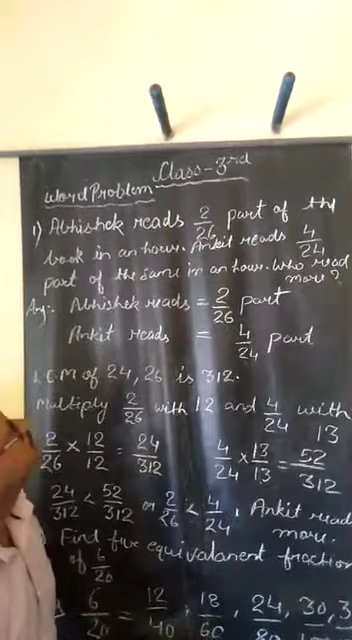 Class-3rd
Word Problem
1) Abhishek reads 2/26 part of the
book in an hour. Ankit reads 4/24
part of the same in an hour. Who read
more?
Ans:- Abhishek reads = 2/26 part
Ankit reads = 4/24 part
L.C.M of 24, 26 is 312.
Multiply 2/26 with 12 and 4/24 with
13
2/26 × 12/12 = 24/312 4/24 × 13/13 = 52/312
24/312 < 52/312 or 2/26 < 4/24, Ankit read
more.
Find five equivalanent fraction
of 6/20
6/20 = 12/40, 18/60, 24/80, 30,